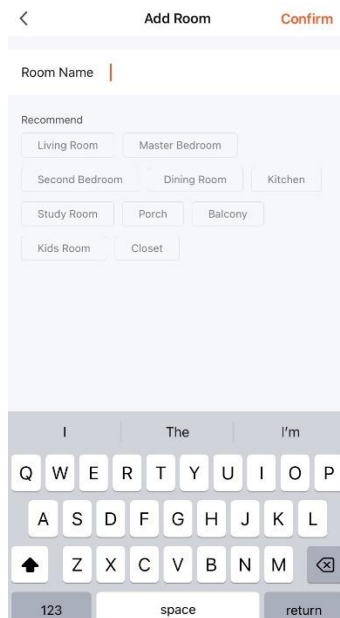 Add Room Confirm
Room Name
Recommend
Living Room Master Bedroom
Second Bedroom Dining Room Kitchen
Study Room Porch Balcony
Kids Room Closet
I The I'm
Q W E R T Y U I O P
A S D F G H J K L
Z X C V B N M
123 space return